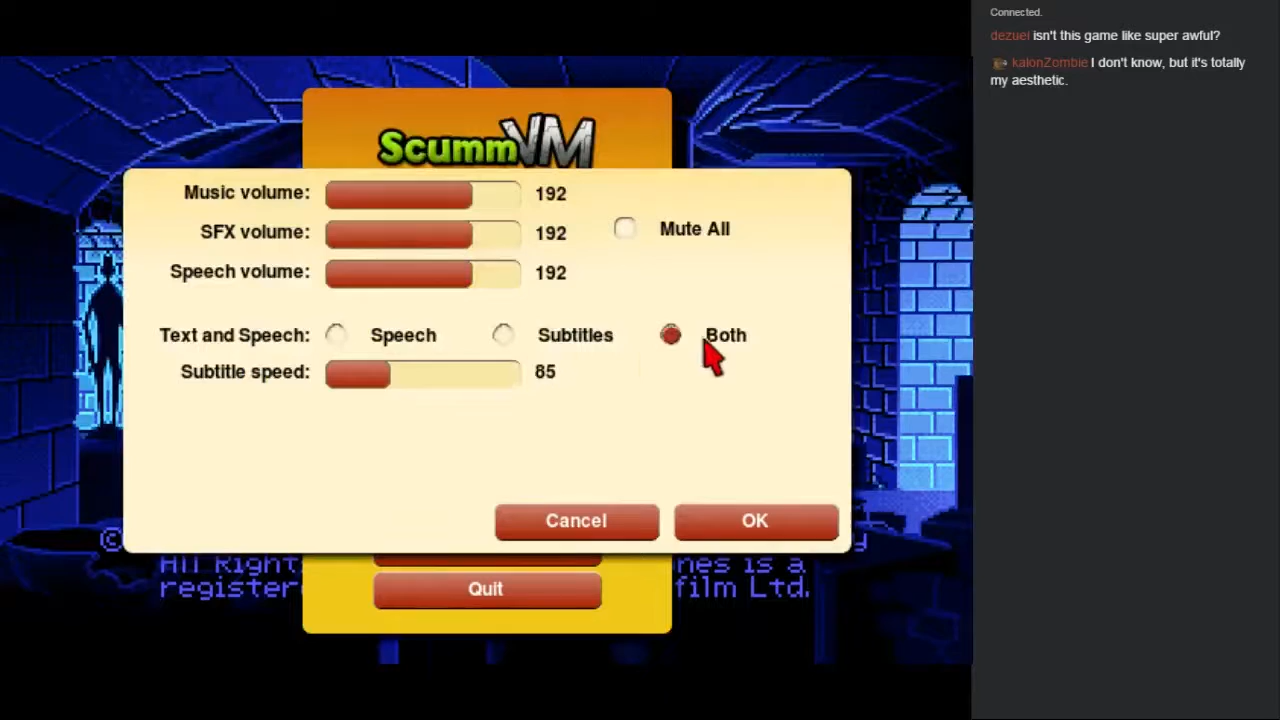 Connected.
dezuei isn't this game like super awful?
kalonZombie I don't know, but it's totally
my aesthetic.
ScummVM
Music volume: 192
SFX volume: 192
Mute All
Speech volume: 192
Text and Speech: Speech Subtitles Both
Subtitle speed: 85
Cancel OK
©
All Right nes is a
register film Ltd.
Quit